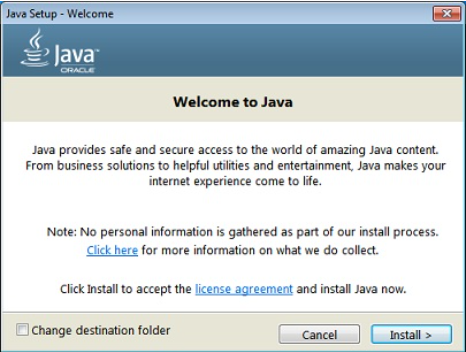 Java Setup - Welcome
Java
ORACLE
Welcome to Java
Java provides safe and secure access to the world of amazing Java content.
From business solutions to helpful utilities and entertainment, Java makes your
internet experience come to life.
Note: No personal information is gathered as part of our install process.
Click here for more information on what we do collect.
Click Install to accept the license agreement and install Java now.
Change destination folder
Cancel
Install >